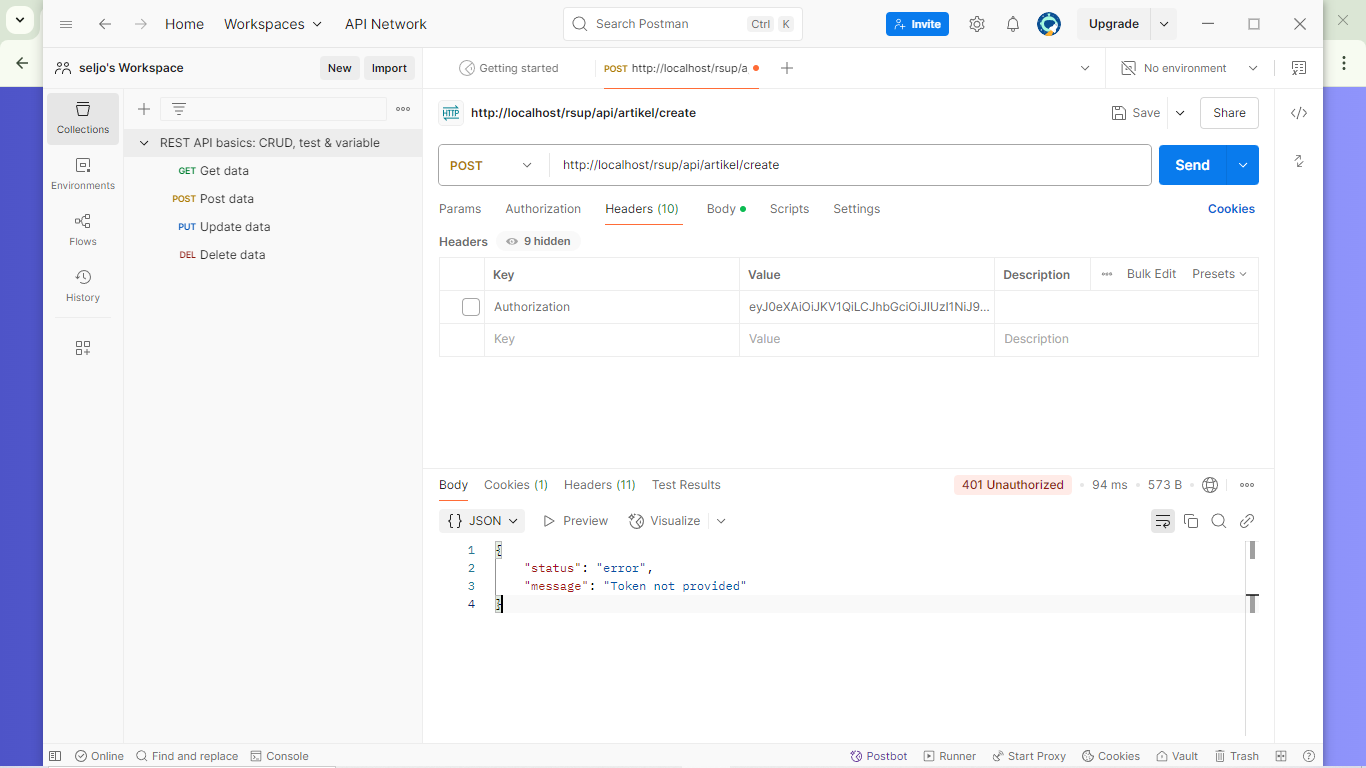 Home Workspaces API Network Search Postman Ctrl K Invite Upgrade
seljo's Workspace New Import Getting started POST http://localhost/rsup/a No environment
Collections
Environments
Flows
History
REST API basics: CRUD, test & variable
GET Get data
POST Post data
PUT Update data
DEL Delete data
HTTP http://localhost/rsup/api/artikel/create Save Share
POST http://localhost/rsup/api/artikel/create Send
Params Authorization Headers (10) Body Scripts Settings Cookies
Headers 9 hidden
Key Value Description Bulk Edit Presets
Authorization eyJ0eXAiOiJKV1QiLCJhbGciOiJIUzI1NiJ9...
Key Value Description
Body Cookies (1) Headers (11) Test Results 401 Unauthorized 94 ms 573 B
{} JSON Preview Visualize
1 {
2 "status": "error",
3 "message": "Token not provided"
4 }
Online Find and replace Console Postbot Runner Start Proxy Cookies Vault Trash